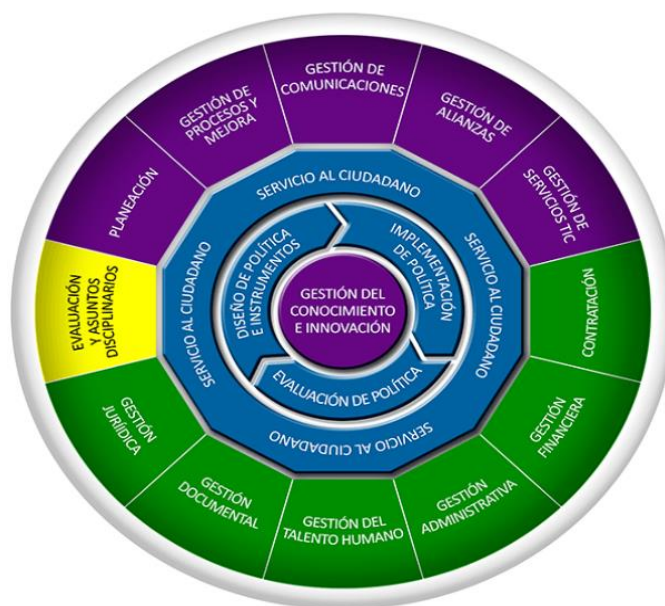 GESTIÓN DE
COMUNICACIONES
GESTIÓN DE
ALIANZAS
GESTIÓN DE
SERVICIOS TIC
CONTRATACIÓN
GESTIÓN
FINANCIERA
GESTIÓN
ADMINISTRATIVA
GESTIÓN DEL
TALENTO HUMANO
GESTIÓN
DOCUMENTAL
GESTIÓN
JURÍDICA
EVALUACIÓN
Y ASUNTOS
DISCIPLINARIOS
PLANEACIÓN
GESTIÓN DE
PROCESOS Y
MEJORA
SERVICIO AL CIUDADANO
SERVICIO AL CIUDADANO
SERVICIO AL CIUDADANO
SERVICIO AL CIUDADANO
DISEÑO DE POLÍTICA
E INSTRUMENTOS
IMPLEMENTACIÓN
DE POLÍTICA
EVALUACIÓN DE POLÍTICA
GESTIÓN DEL
CONOCIMIENTO
E INNOVACIÓN